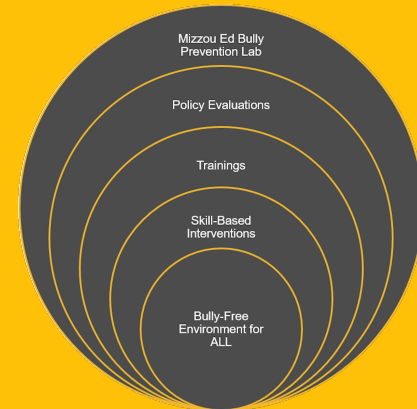 Mizzou Ed Bully
Prevention Lab
Policy Evaluations
Trainings
Skill-Based
Interventions
Bully-Free
Environment for
ALL